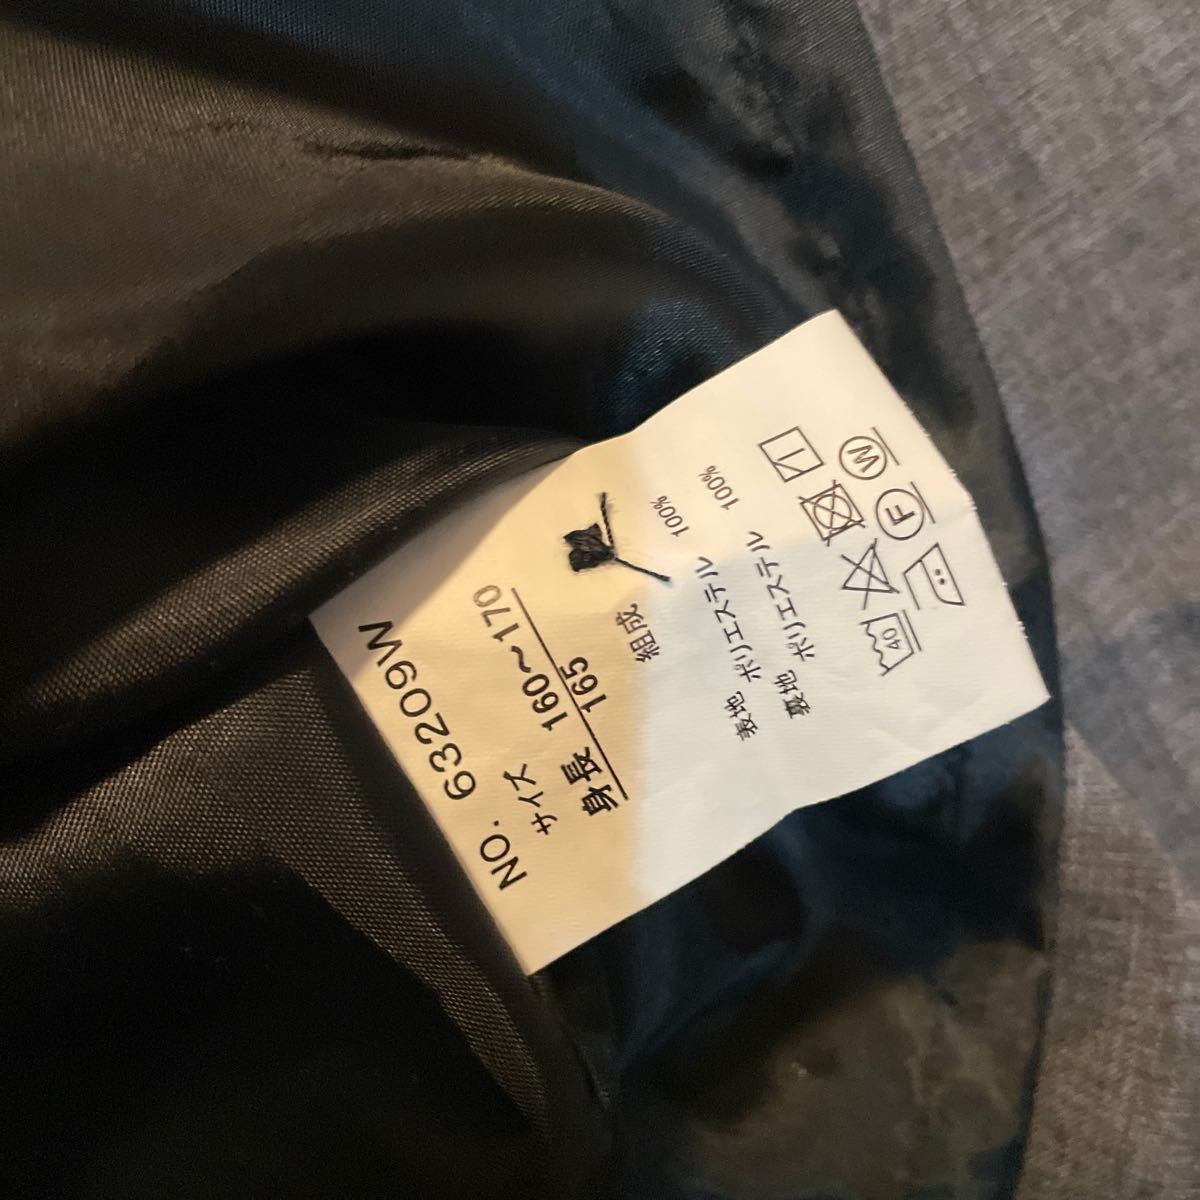 NO. 63209W
サイズ
身長 160～170
165
組成
表地 ポリエステル 100%
裏地 ポリエステル 100%
40
F W